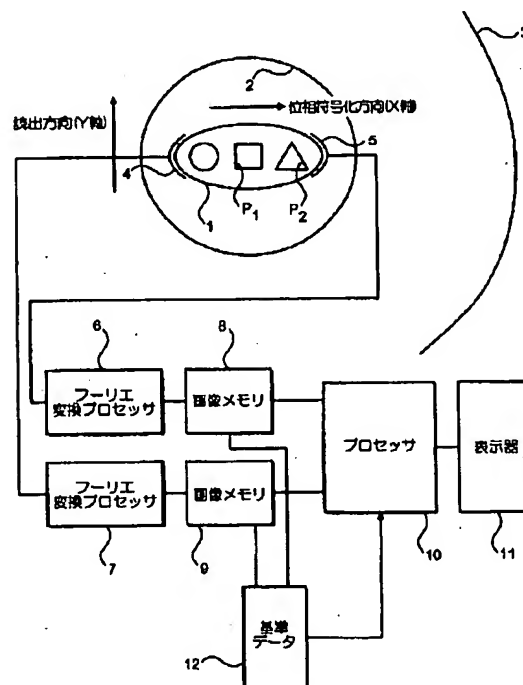 3
2
読出方向(Y軸)
位相符号化方向(X軸)
5
4
P1
P2
1
6
8
フーリエ
変換プロセッサ
画像メモリ
プロセッサ
表示器
フーリエ
変換プロセッサ
画像メモリ
7
9
10
11
基準
データ
12